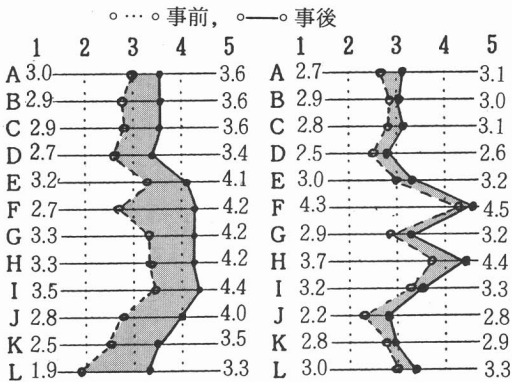 ○…○ 事前, ○—○ 事後
1 2 3 4 5 1 2 3 4 5
A 3.0 3.6 A 2.7 3.1
B 2.9 3.6 B 2.9 3.0
C 2.9 3.6 C 2.8 3.1
D 2.7 3.4 D 2.5 2.6
E 3.2 4.1 E 3.0 3.2
F 2.7 4.2 F 4.3 4.5
G 3.3 4.2 G 2.9 3.2
H 3.3 4.2 H 3.7 4.4
I 3.5 4.4 I 3.2 3.3
J 2.8 4.0 J 2.2 2.8
K 2.5 3.5 K 2.8 2.9
L 1.9 3.3 L 3.0 3.3